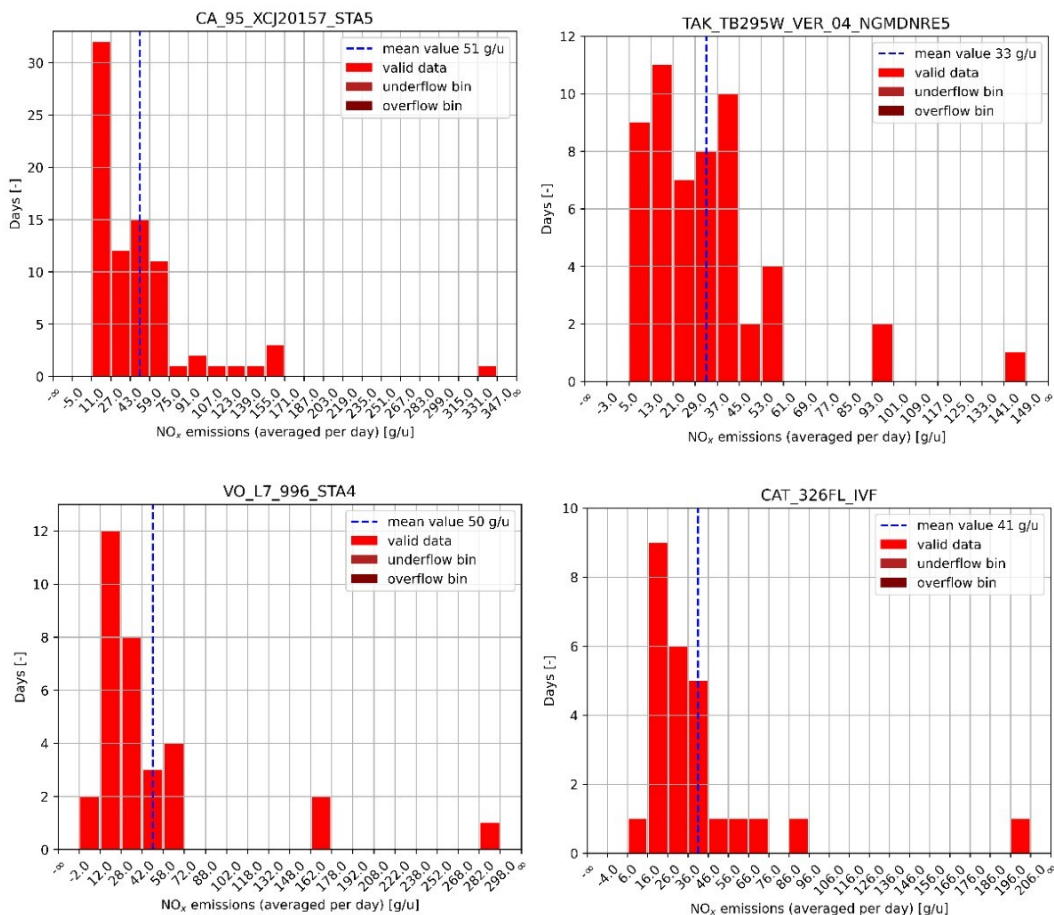 CA_95_XCJ20157_STA5
mean value 51 g/u
valid data
underflow bin
overflow bin
Days [-]
30
25
20
15
10
5
0
-∞ -5.0 11.0 27.0 43.0 59.0 75.0 91.0 107.0 123.0 139.0 155.0 171.0 187.0 203.0 219.0 235.0 251.0 267.0 283.0 299.0 315.0 331.0 347.0 ∞
NOx emissions (averaged per day) [g/u]
TAK_TB295W_VER_04_NGMDNRE5
mean value 33 g/u
valid data
underflow bin
overflow bin
Days [-]
12
10
8
6
4
2
0
-∞ -3.0 5.0 13.0 21.0 29.0 37.0 45.0 53.0 61.0 69.0 77.0 85.0 93.0 101.0 109.0 117.0 125.0 133.0 141.0 149.0 ∞
NOx emissions (averaged per day) [g/u]
VO_L7_996_STA4
mean value 50 g/u
valid data
underflow bin
overflow bin
Days [-]
12
10
8
6
4
2
0
-∞ -2.0 12.0 28.0 42.0 58.0 72.0 88.0 102.0 118.0 132.0 148.0 162.0 178.0 192.0 208.0 222.0 238.0 252.0 268.0 282.0 298.0 ∞
NOx emissions (averaged per day) [g/u]
CAT_326FL_IVF
mean value 41 g/u
valid data
underflow bin
overflow bin
Days [-]
10
8
6
4
2
0
-∞ -4.0 6.0 16.0 26.0 36.0 46.0 56.0 66.0 76.0 86.0 96.0 106.0 116.0 126.0 136.0 146.0 156.0 166.0 176.0 186.0 196.0 206.0 ∞
NOx emissions (averaged per day) [g/u]